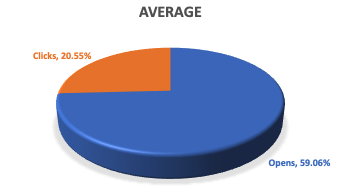 AVERAGE
Clicks, 20.55%
Opens, 59.06%